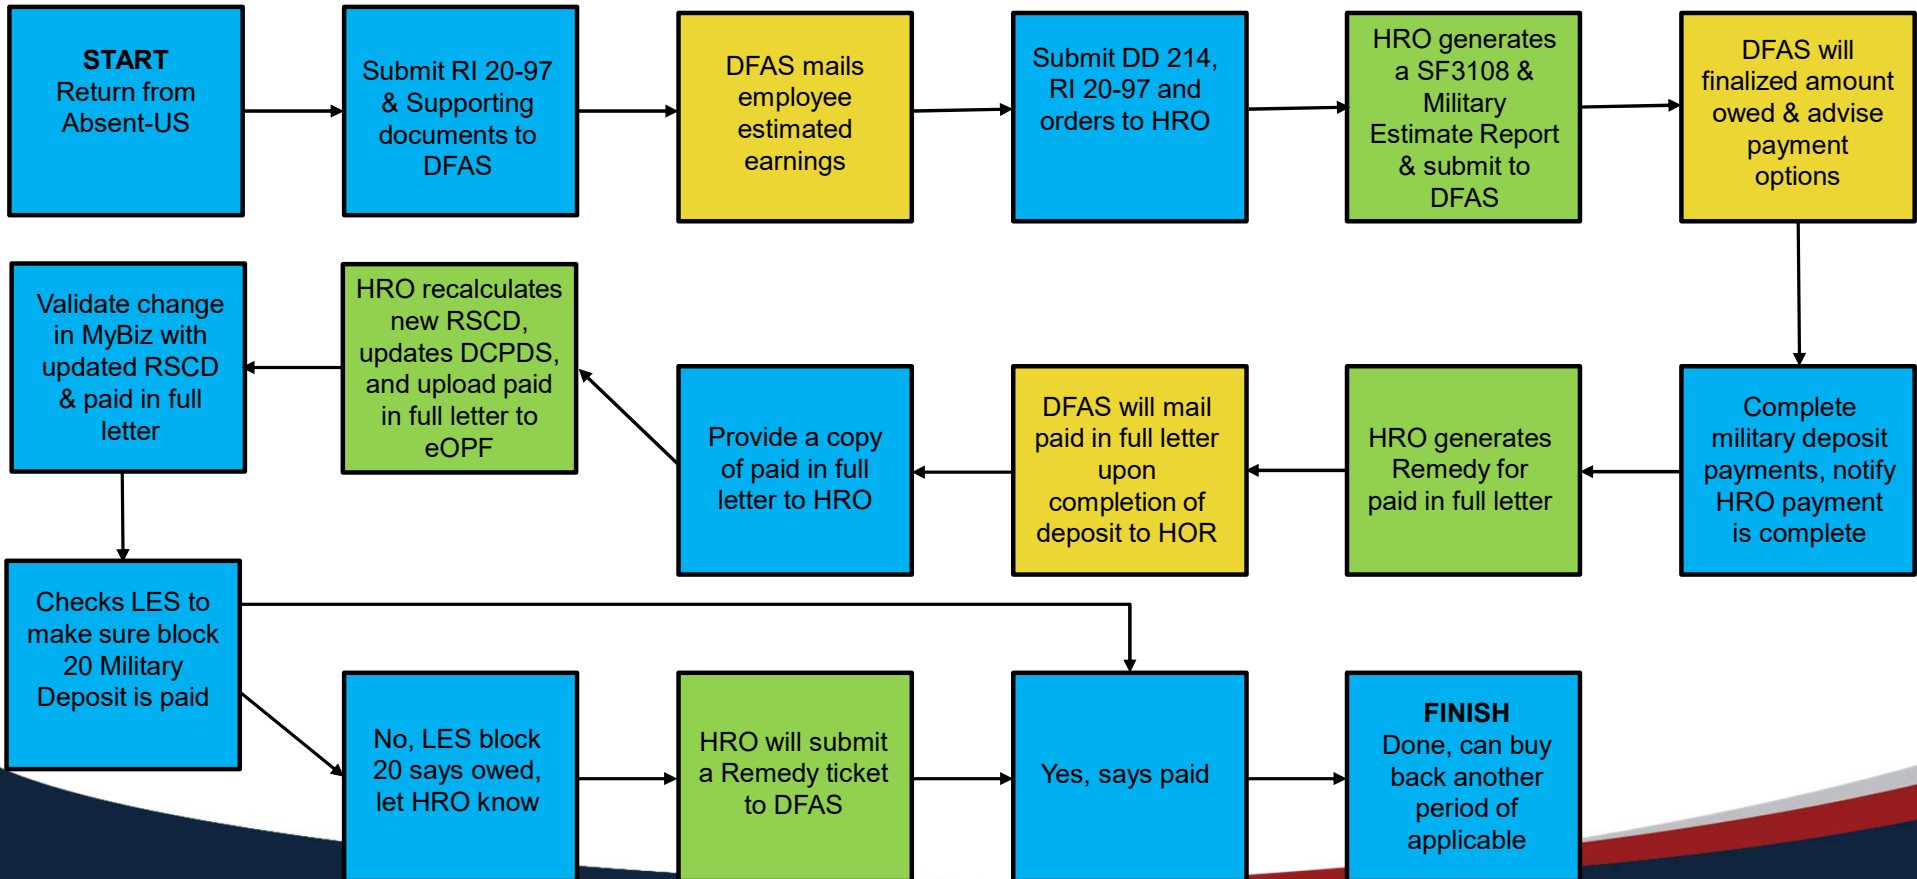 START
Return from
Absent-US
Submit RI 20-97
& Supporting
documents to
DFAS
DFAS mails
employee
estimated
earnings
Submit DD 214,
RI 20-97 and
orders to HRO
HRO generates
a SF3108 &
Military
Estimate Report
& submit to
DFAS
DFAS will
finalized amount
owed & advise
payment
options
Complete
military deposit
payments, notify
HRO payment
is complete
HRO generates
Remedy for
paid in full letter
DFAS will mail
paid in full letter
upon
completion of
deposit to HOR
Provide a copy
of paid in full
letter to HRO
HRO recalculates
new RSCD,
updates DCPDS,
and upload paid
in full letter to
eOPF
Validate change
in MyBiz with
updated RSCD
& paid in full
letter
Checks LES to
make sure block
20 Military
Deposit is paid
No, LES block
20 says owed,
let HRO know
HRO will submit
a Remedy ticket
to DFAS
Yes, says paid
FINISH
Done, can buy
back another
period of
applicable